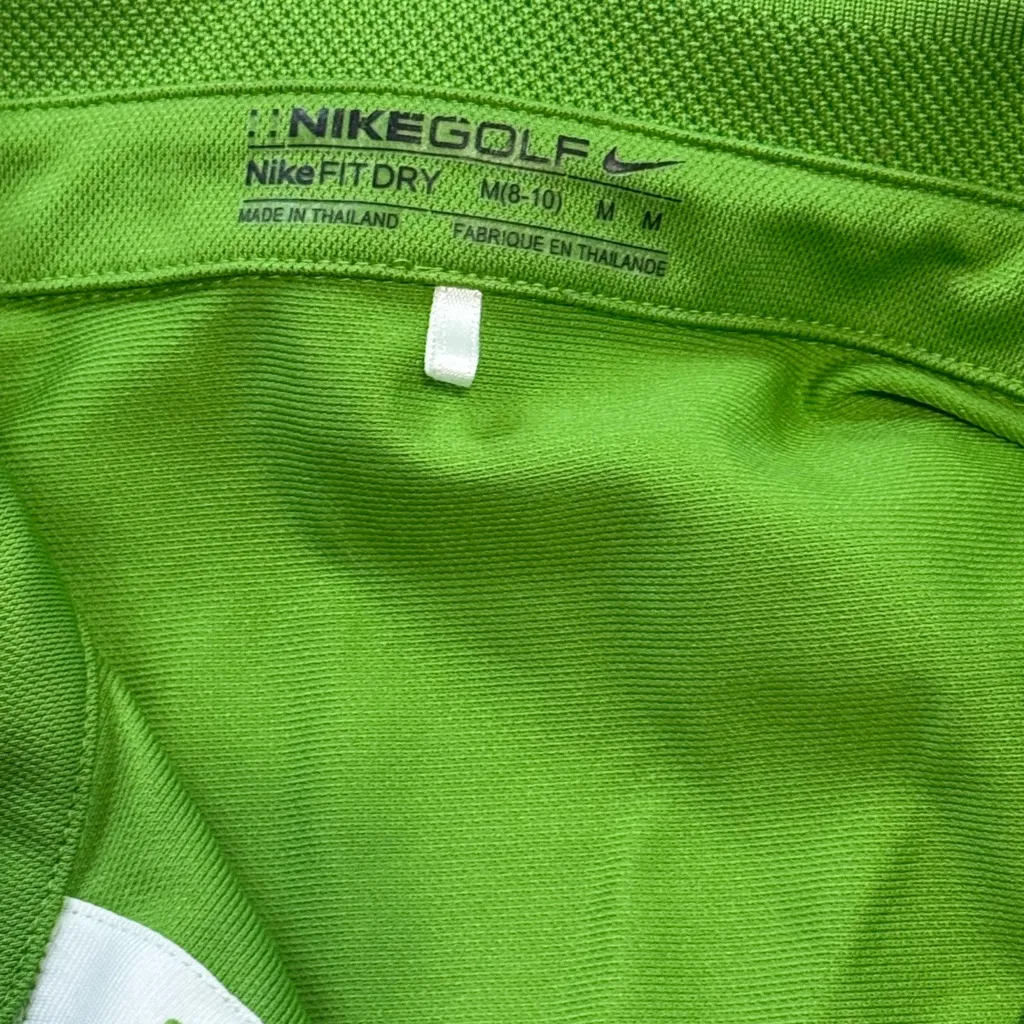 NIKEGOLF
NikeFIT DRY M(8-10) M M
MADE IN THAILAND FABRIQUE EN THAILANDE